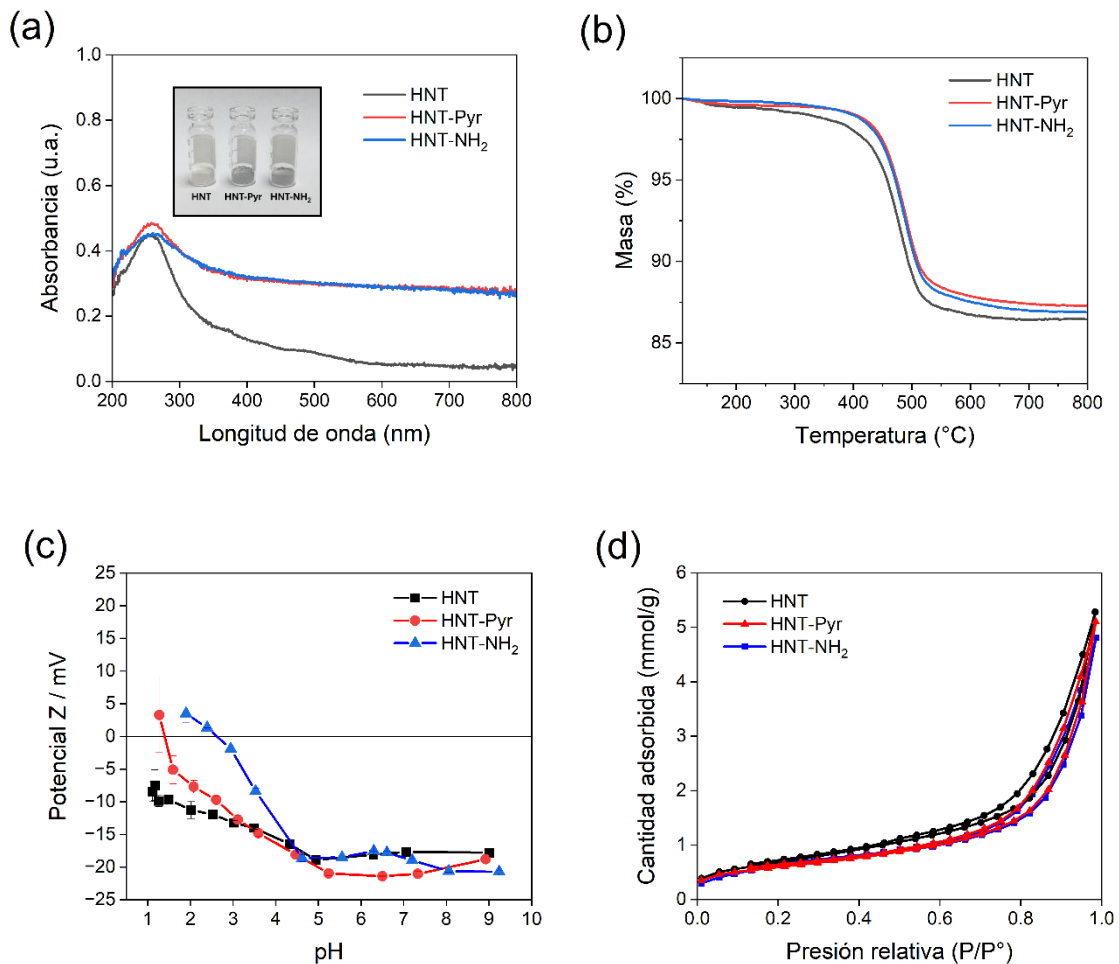 (a)
1.0
0.8
0.6
0.4
0.2
0.0
Absorbancia (u.a.)
HNT
HNT-Pyr
HNT-NH₂
HNT HNT-Pyr HNT-NH₂
200 300 400 500 600 700 800
Longitud de onda (nm)
(b)
100
95
90
85
Masa (%)
HNT
HNT-Pyr
HNT-NH₂
200 300 400 500 600 700 800
Temperatura (°C)
(c)
25
20
15
10
5
0
−5
−10
−15
−20
−25
Potencial Z / mV
HNT
HNT-Pyr
HNT-NH₂
1 2 3 4 5 6 7 8 9 10
pH
(d)
6
5
4
3
2
1
0
Cantidad adsorbida (mmol/g)
HNT
HNT-Pyr
HNT-NH₂
0.0 0.2 0.4 0.6 0.8 1.0
Presión relativa (P/P°)